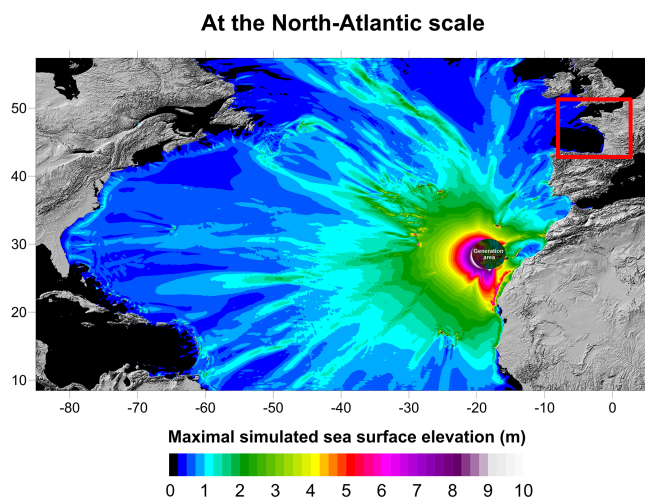 At the North-Atlantic scale
50
40
30
20
10
Generation
area
-80 -70 -60 -50 -40 -30 -20 -10 0
Maximal simulated sea surface elevation (m)
0 1 2 3 4 5 6 7 8 9 10